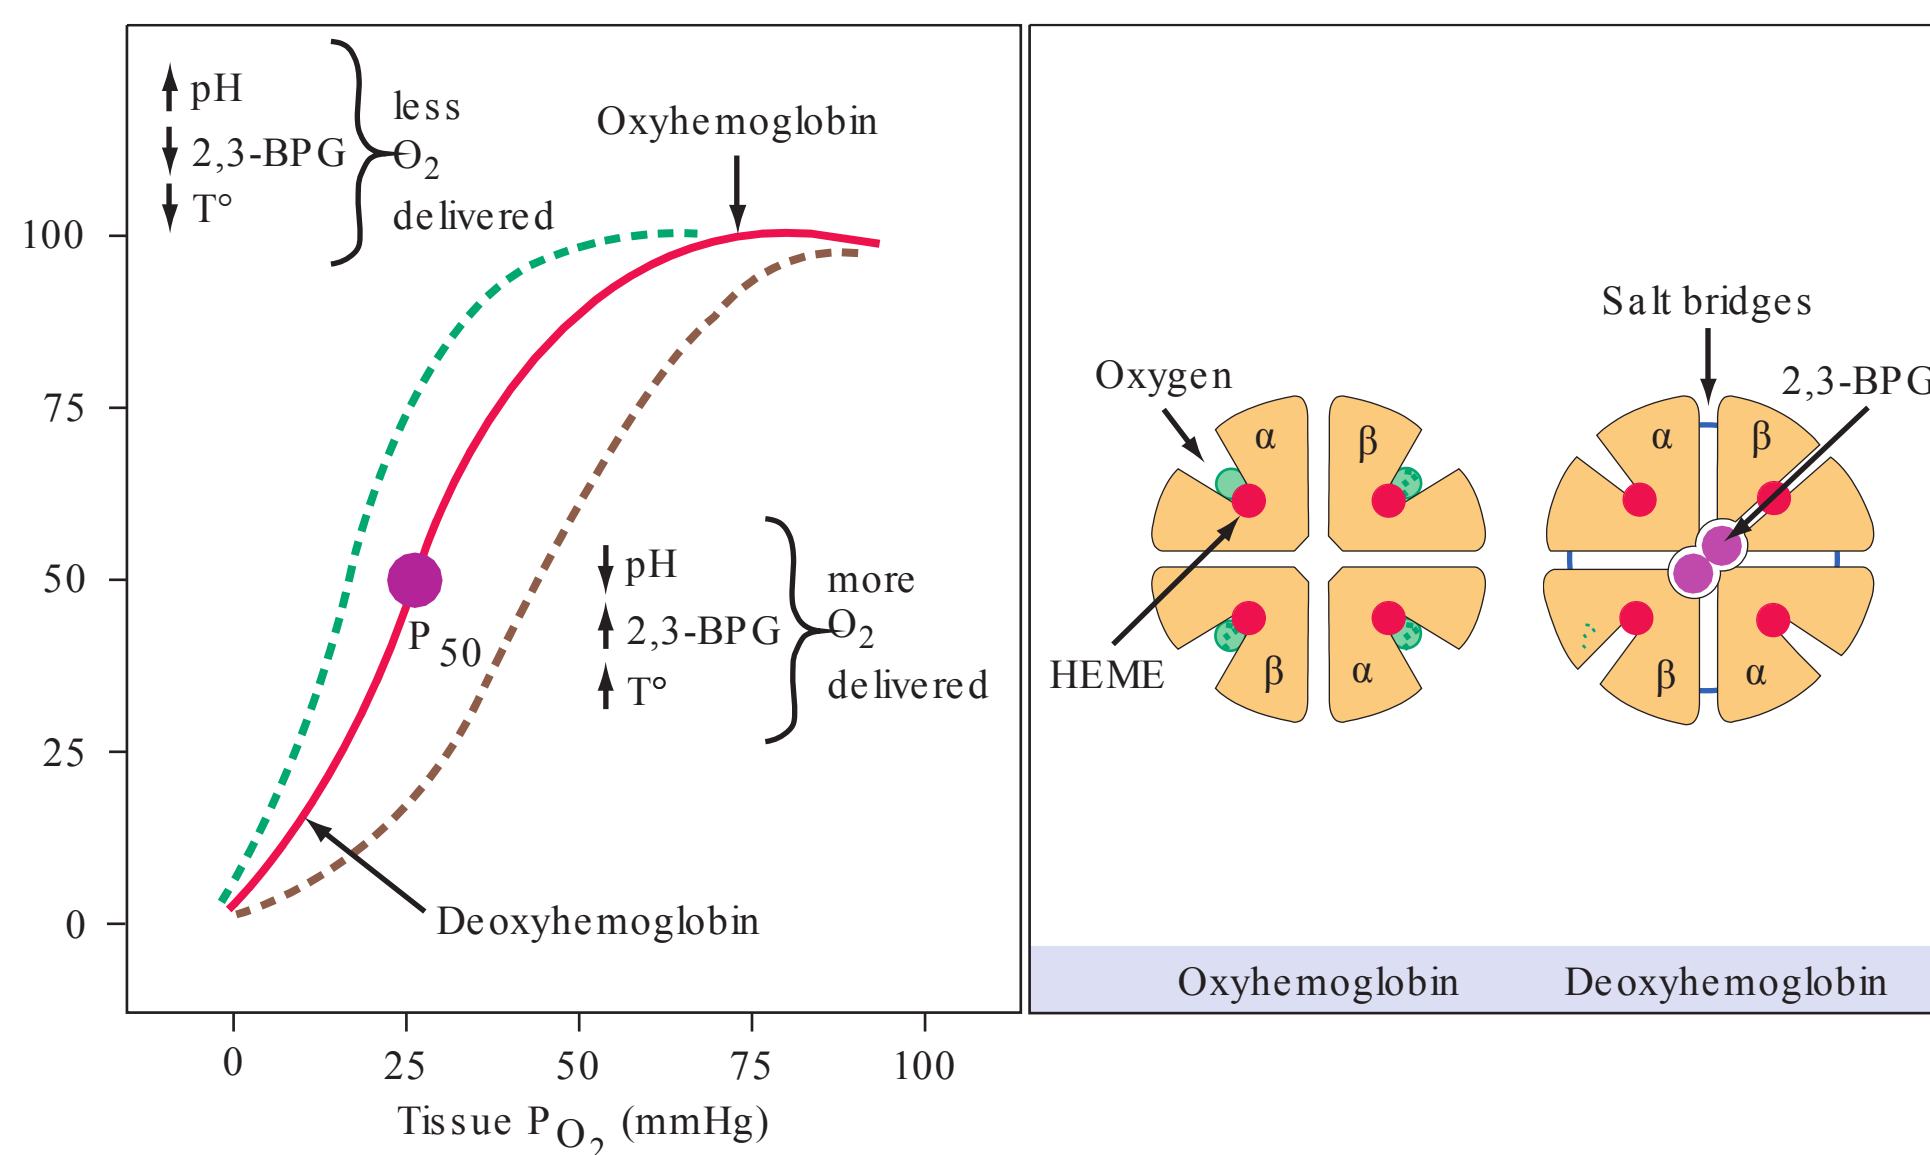 pH
2,3-BPG
T°
less
O2
delivered
Oxyhemoglobin
100
75
50
25
0
P50
pH
2,3-BPG
T°
more
O2
delivered
Deoxyhemoglobin
0 25 50 75 100
Tissue PO2 (mmHg)
Salt bridges
Oxygen
2,3-BPG
α β α β
HEME
β α β α
Oxyhemoglobin Deoxyhemoglobin